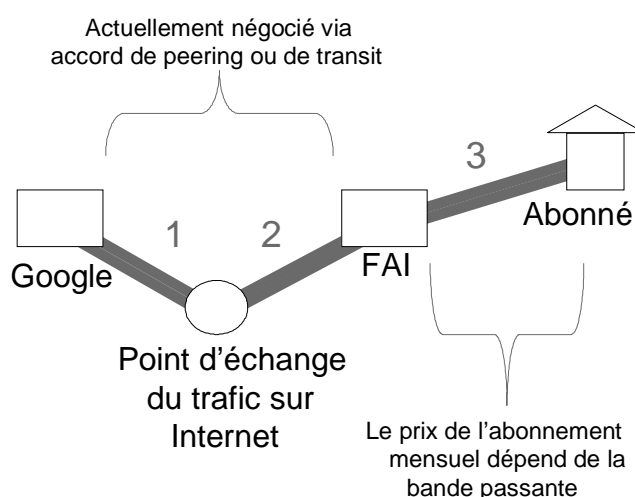 Actuellement négocié via
accord de peering ou de transit
3
1
2
Google
FAI
Abonné
Point d’échange
du trafic sur
Internet
Le prix de l’abonnement
mensuel dépend de la
bande passante